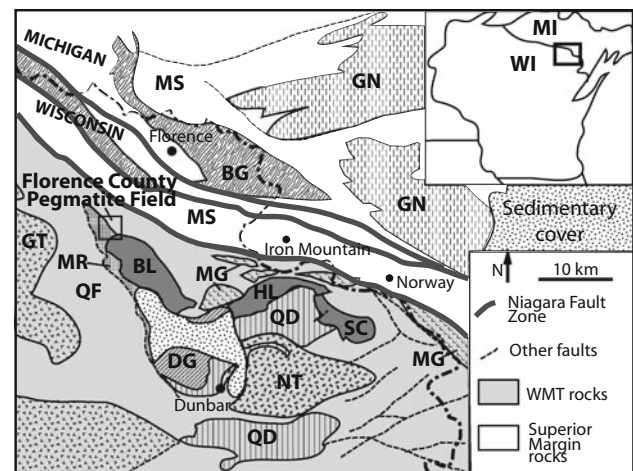 MICHIGAN
WISCONSIN
MS
GN
MI
WI
Florence
BG
Florence County
Pegmatite Field
GN
MS
Sedimentary
cover
GT
MR
BL
Iron Mountain
MG
QF
HL
Norway
QD
SC
DG
MG
NT
Dunbar
QD
N
10 km
Niagara Fault
Zone
Other faults
WMT rocks
Superior
Margin
rocks